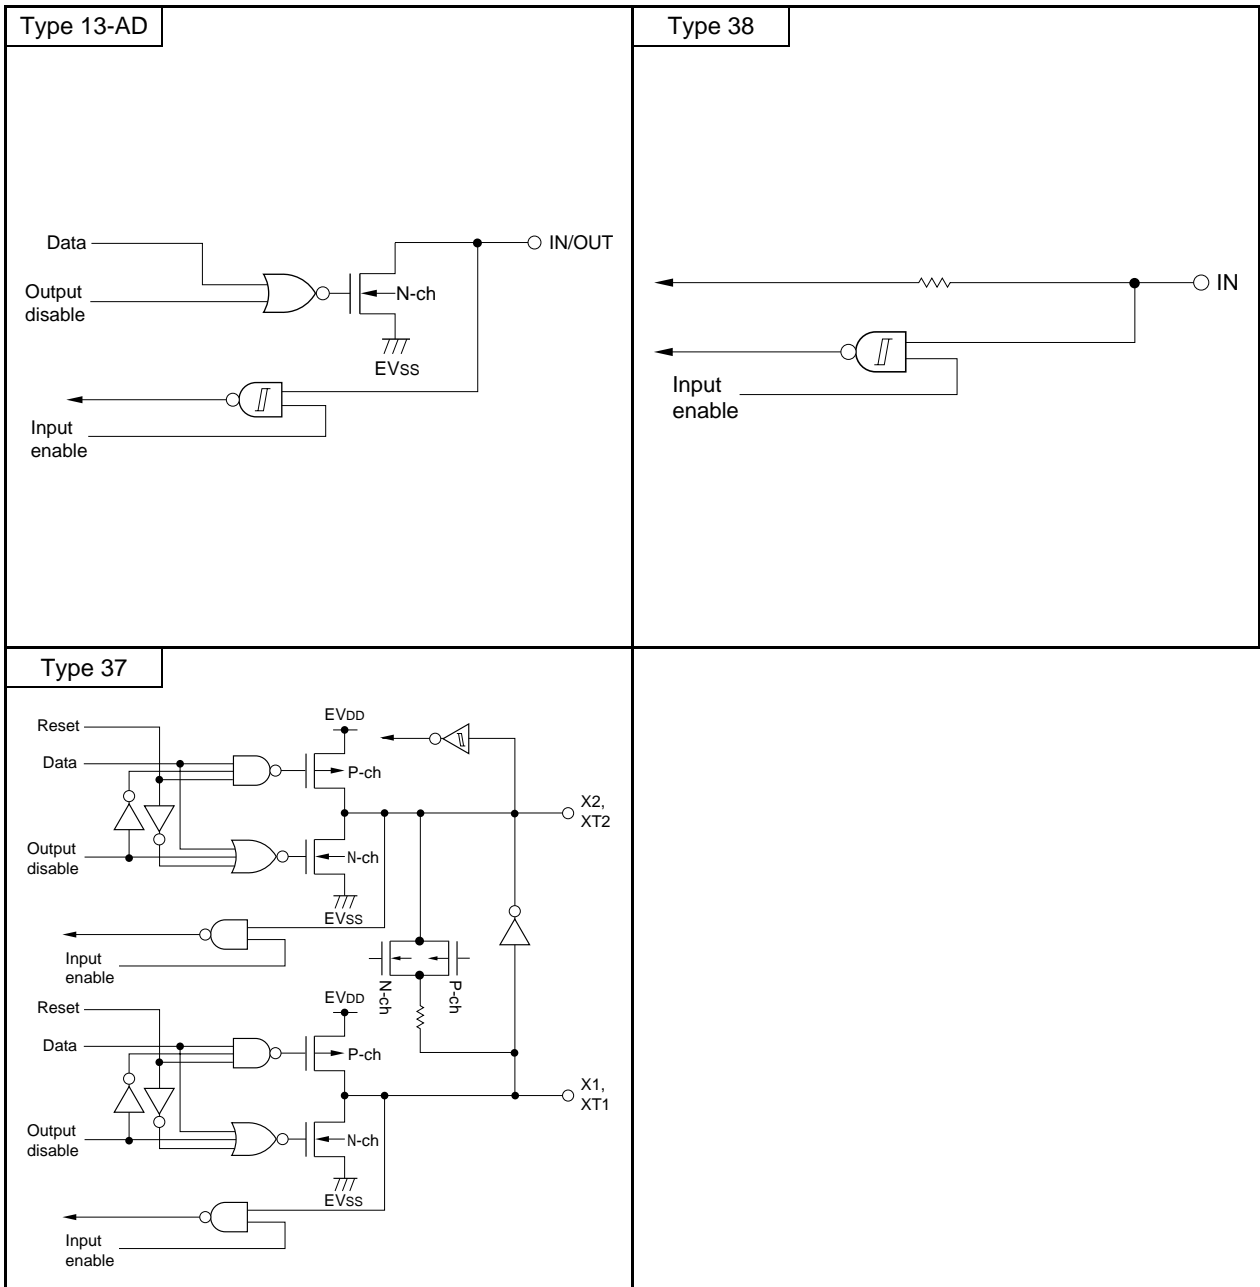 Type 13-AD
Data
Output
disable
IN/OUT
N-ch
EVSS
Input
enable
Type 38
IN
Input
enable
Type 37
Reset
Data
Output
disable
EVDD
P-ch
N-ch
EVSS
X2,
XT2
Input
enable
N-ch
P-ch
Reset
Data
Output
disable
EVDD
P-ch
N-ch
EVSS
X1,
XT1
Input
enable